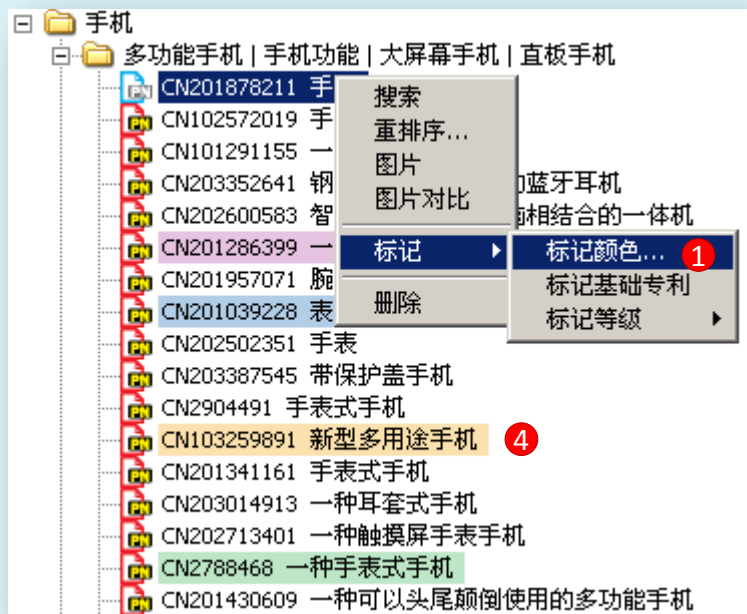 手机
多功能手机 | 手机功能 | 大屏幕手机 | 直板手机
CN201878211 手
CN102572019 手
CN101291155 一
CN203352641 钢 蓝牙耳机
CN202600583 智 相结合的一体机
CN201286399 一
CN201957071 腕
CN201039228 表
CN202502351 手表
CN203387545 带保护盖手机
CN2904491 手表式手机
CN103259891 新型多用途手机 4
CN201341161 手表式手机
CN203014913 一种耳套式手机
CN202713401 一种触摸屏手表手机
CN2788468 一种手表式手机
CN201430609 一种可以头尾颠倒使用的多功能手机
搜索
重排序...
图片
图片对比
标记
删除
标记颜色... 1
标记基础专利
标记等级